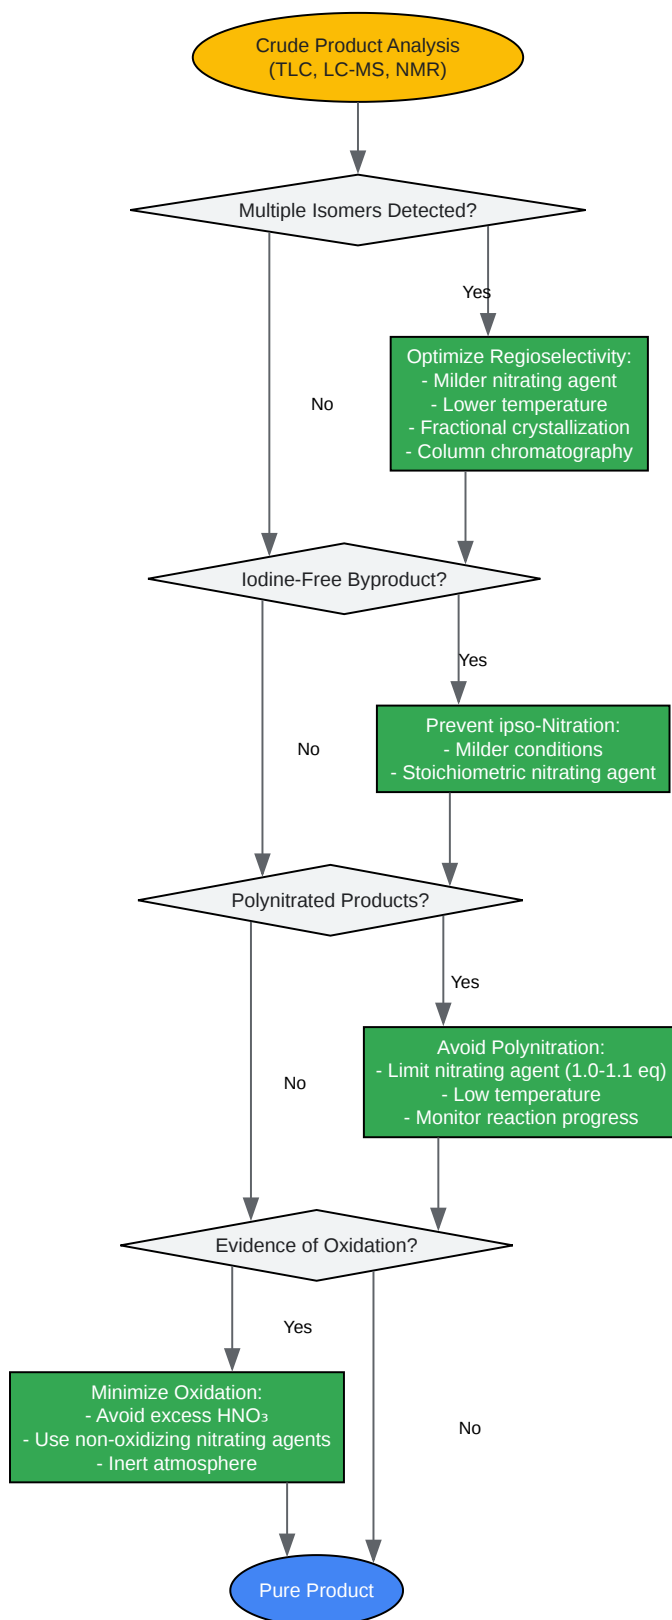 Crude Product Analysis
(TLC, LC-MS, NMR)
Multiple Isomers Detected?
Yes
Optimize Regioselectivity:
- Milder nitrating agent
- Lower temperature
- Fractional crystallization
- Column chromatography
No
Iodine-Free Byproduct?
Yes
Prevent ipso-Nitration:
- Milder conditions
- Stoichiometric nitrating agent
No
Polynitrated Products?
Yes
Avoid Polynitration:
- Limit nitrating agent (1.0-1.1 eq)
- Low temperature
- Monitor reaction progress
No
Evidence of Oxidation?
Yes
Minimize Oxidation:
- Avoid excess HNO₃
- Use non-oxidizing nitrating agents
- Inert atmosphere
No
Pure Product